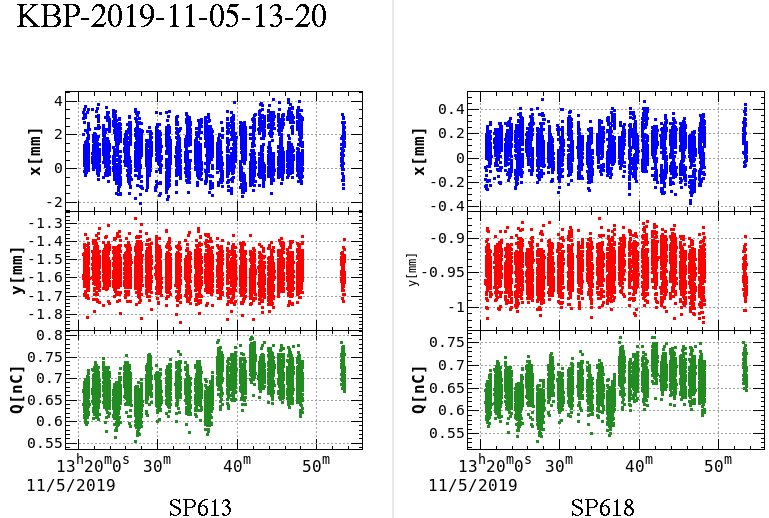 KBP-2019-11-05-13-20
x[mm]
4
2
0
-2
y[mm]
-1.3
-1.4
-1.5
-1.6
-1.7
-1.8
Q[nC]
0.8
0.75
0.7
0.65
0.6
0.55
13h20m0s 30m 40m 50m
11/5/2019
SP613
x[mm]
0.4
0.2
0
-0.2
-0.4
y[mm]
-0.9
-0.95
-1
Q[nC]
0.75
0.7
0.65
0.6
0.55
13h20m0s 30m 40m 50m
11/5/2019
SP618